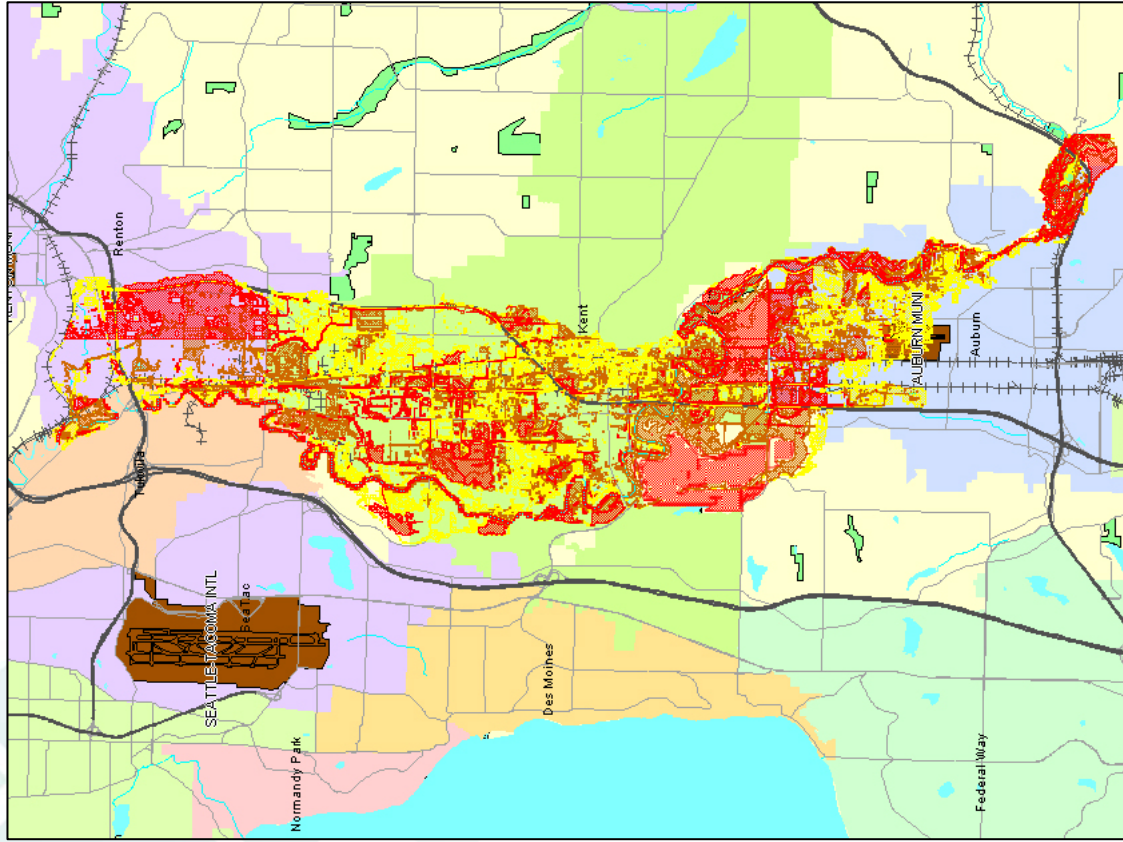 Renton
Tukwila
SEATTLE-TACOMA INTL
SeaTac
Normandy Park
Des Moines
Kent
AUBURN MUNI
Auburn
Federal Way